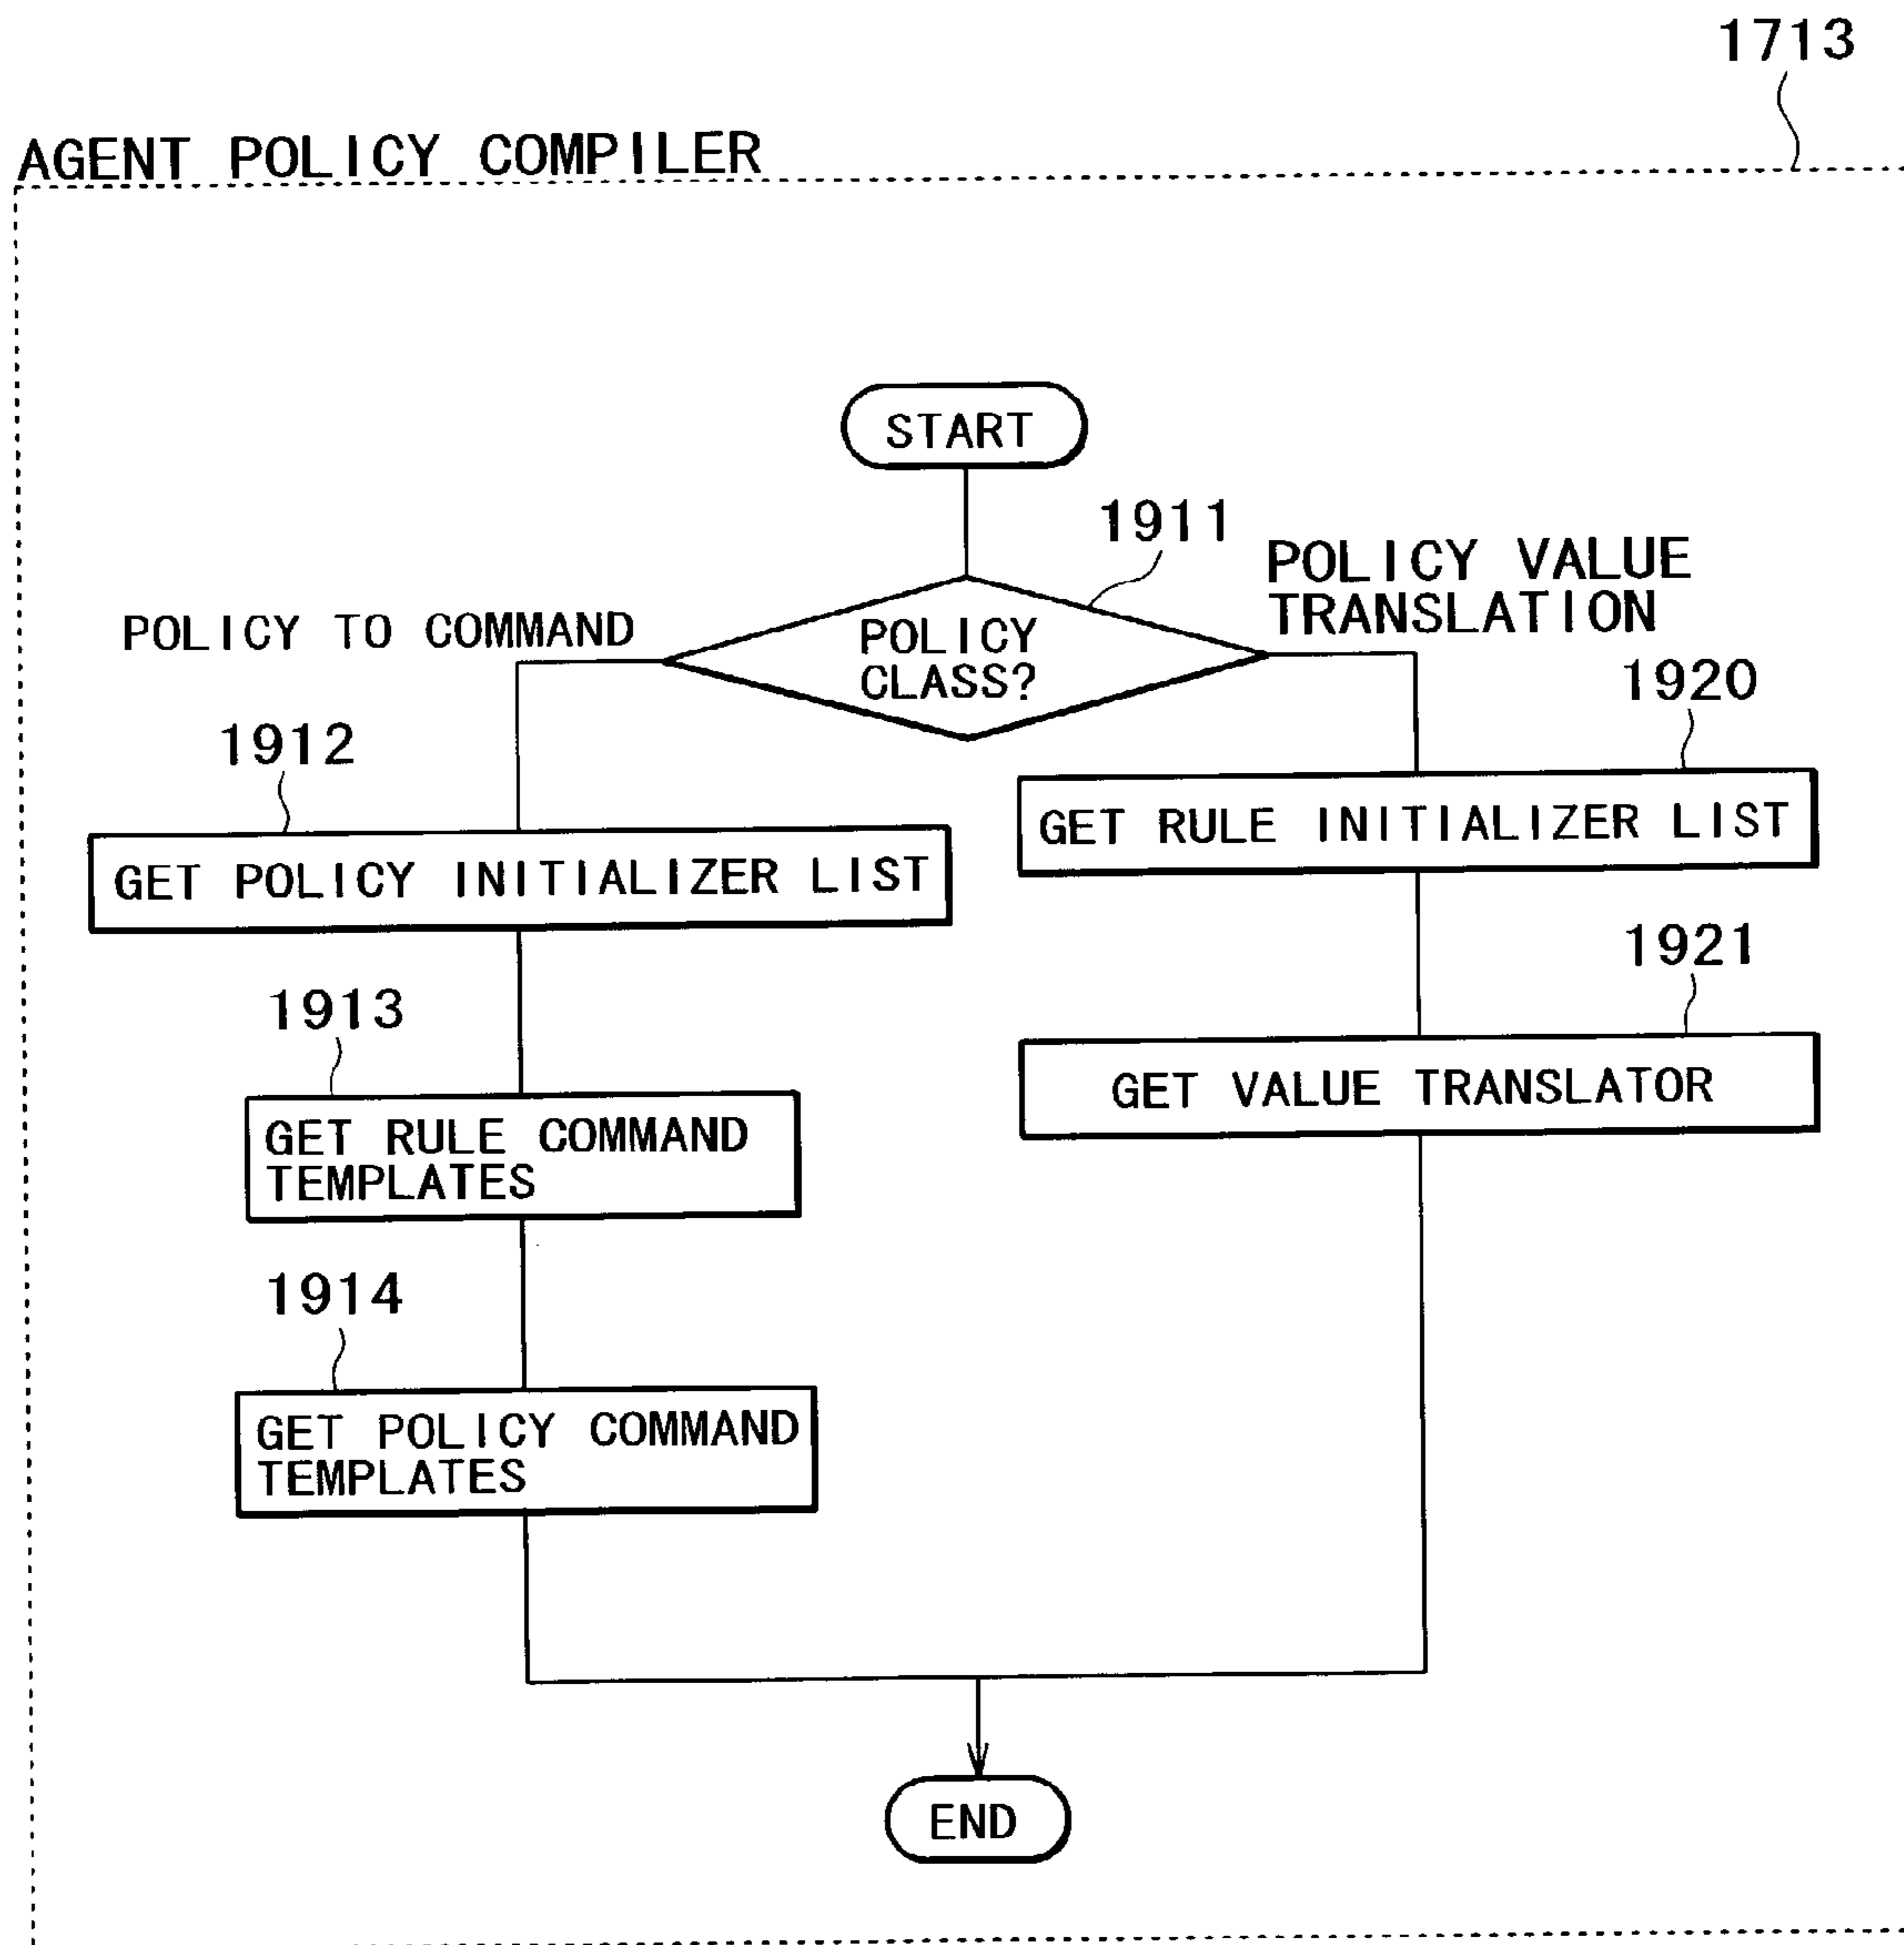 1713
AGENT POLICY COMPILER
START
1911
POLICY VALUE
TRANSLATION
POLICY TO COMMAND
POLICY
CLASS?
1920
1912
GET RULE INITIALIZER LIST
GET POLICY INITIALIZER LIST
1921
1913
GET VALUE TRANSLATOR
GET RULE COMMAND
TEMPLATES
1914
GET POLICY COMMAND
TEMPLATES
END